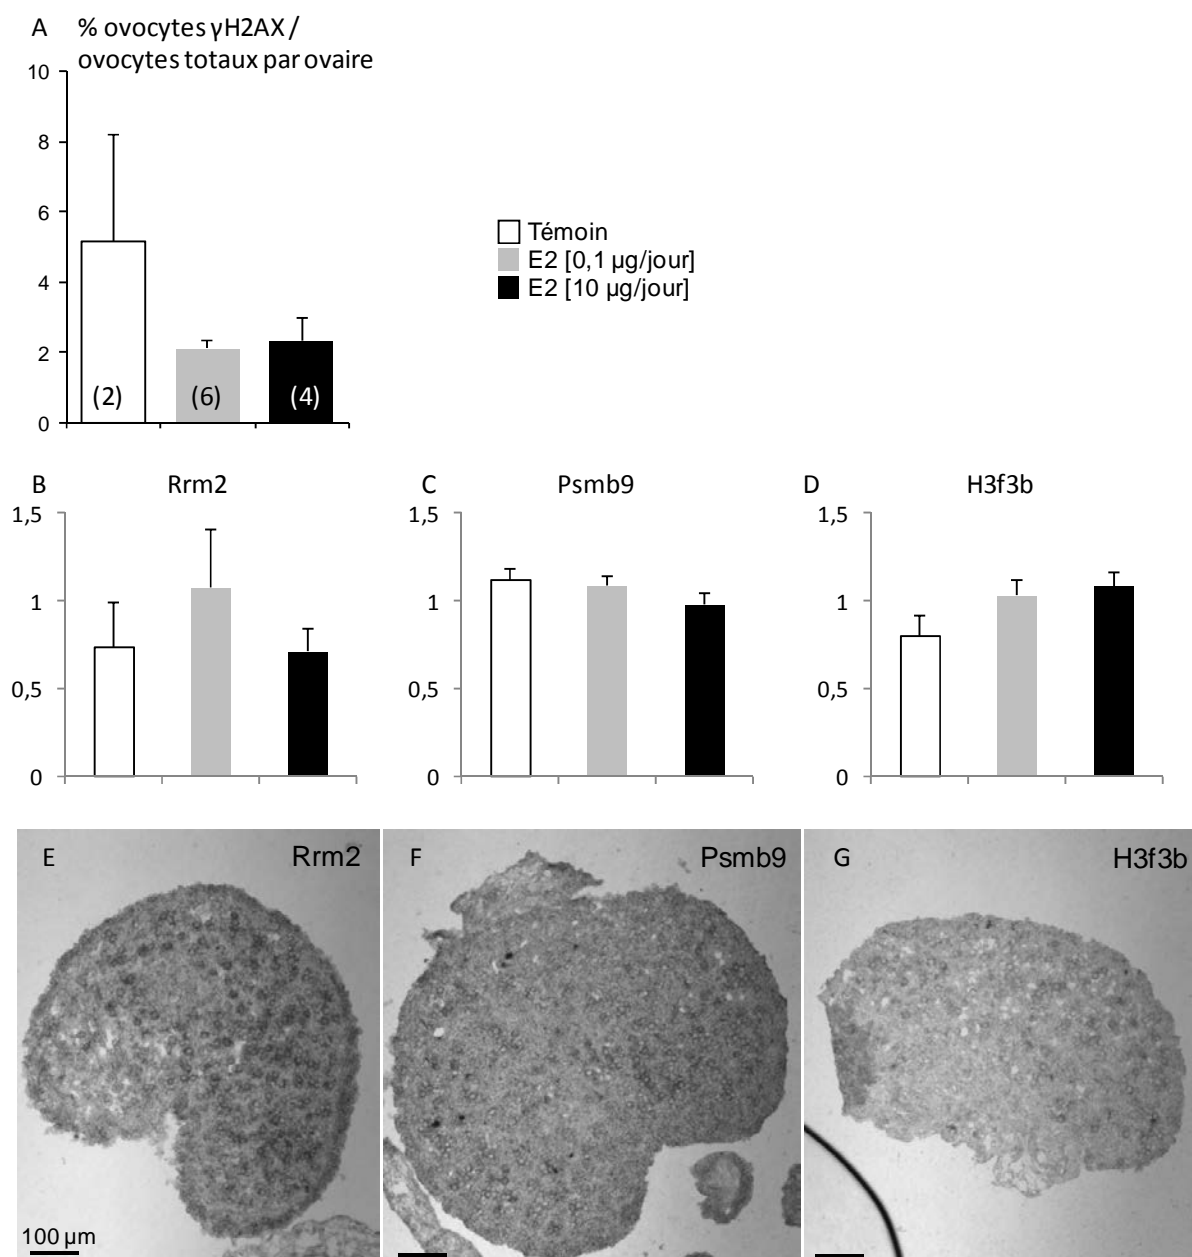 A
% ovocytes γH2AX /
ovocytes totaux par ovaire
10
8
6
4
2
0
(2)
(6)
(4)
Témoin
E2 [0,1 µg/jour]
E2 [10 µg/jour]
B
Rrm2
1,5
1
0,5
0
C
Psmb9
1,5
1
0,5
0
D
H3f3b
1,5
1
0,5
0
E
Rrm2
100 µm
F
Psmb9
G
H3f3b